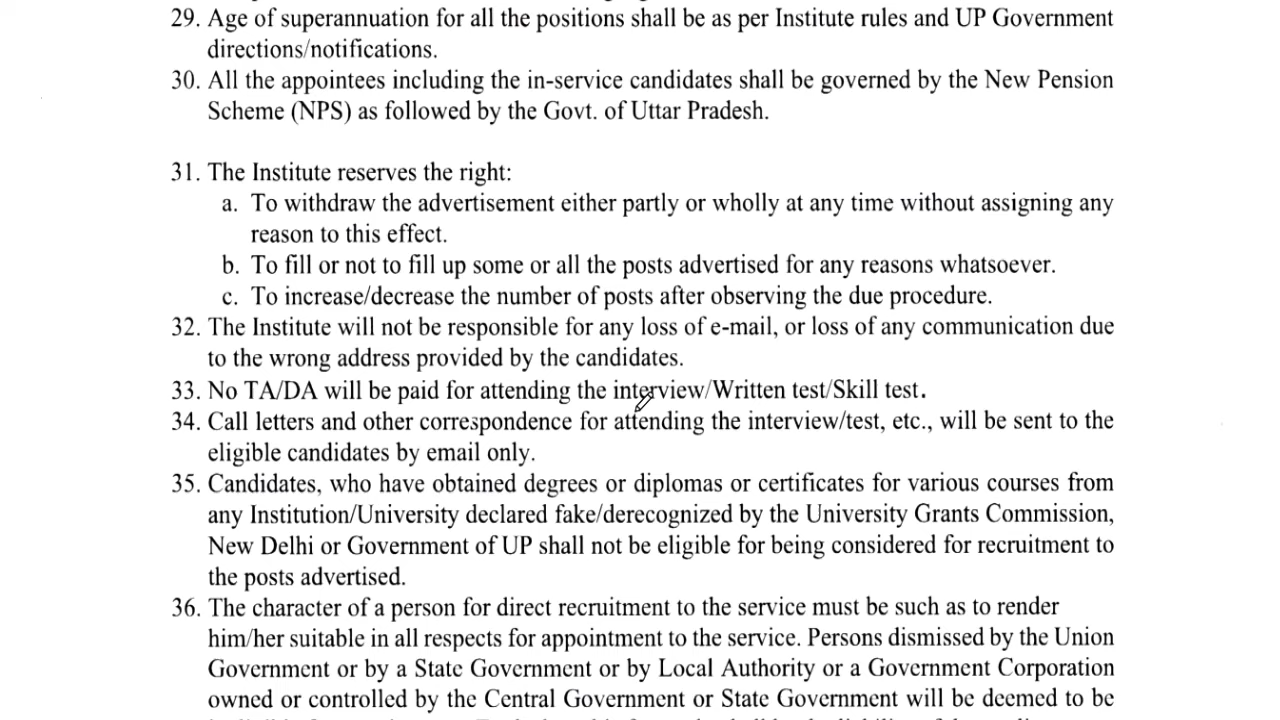 29. Age of superannuation for all the positions shall be as per Institute rules and UP Government
directions/notifications.
30. All the appointees including the in-service candidates shall be governed by the New Pension
Scheme (NPS) as followed by the Govt. of Uttar Pradesh.
31. The Institute reserves the right:
a. To withdraw the advertisement either partly or wholly at any time without assigning any
reason to this effect.
b. To fill or not to fill up some or all the posts advertised for any reasons whatsoever.
c. To increase/decrease the number of posts after observing the due procedure.
32. The Institute will not be responsible for any loss of e-mail, or loss of any communication due
to the wrong address provided by the candidates.
33. No TA/DA will be paid for attending the interview/Written test/Skill test.
34. Call letters and other correspondence for attending the interview/test, etc., will be sent to the
eligible candidates by email only.
35. Candidates, who have obtained degrees or diplomas or certificates for various courses from
any Institution/University declared fake/derecognized by the University Grants Commission,
New Delhi or Government of UP shall not be eligible for being considered for recruitment to
the posts advertised.
36. The character of a person for direct recruitment to the service must be such as to render
him/her suitable in all respects for appointment to the service. Persons dismissed by the Union
Government or by a State Government or by Local Authority or a Government Corporation
owned or controlled by the Central Government or State Government will be deemed to be